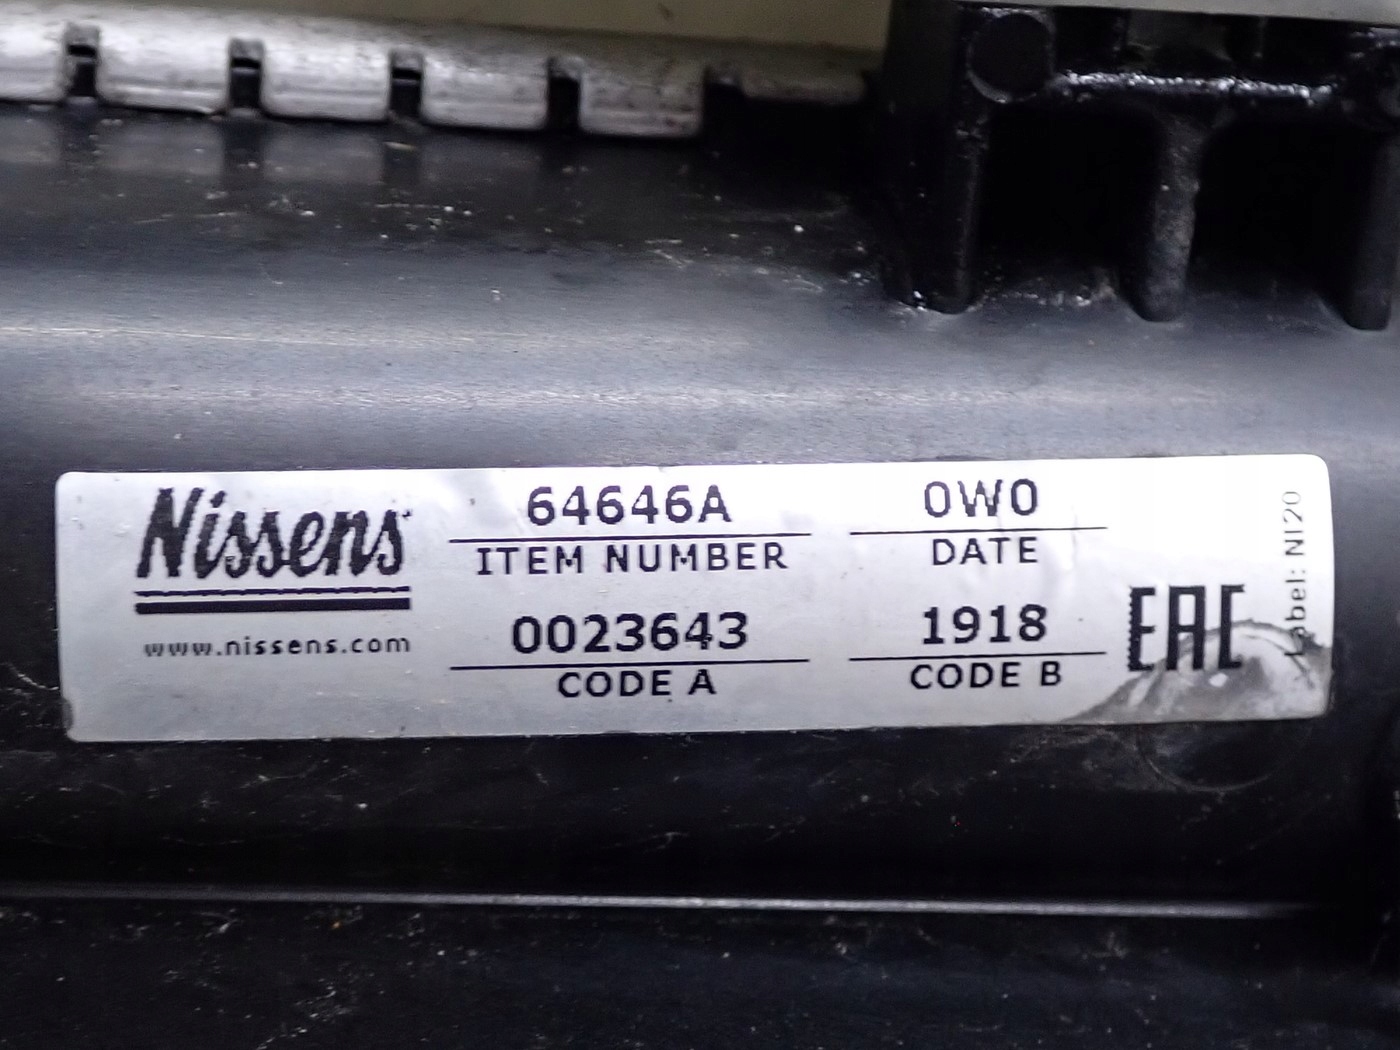 Nissens
www.nissens.com
64646A
ITEM NUMBER
0023643
CODE A
0W0
DATE
1918
CODE B
EAC
Label: NI20